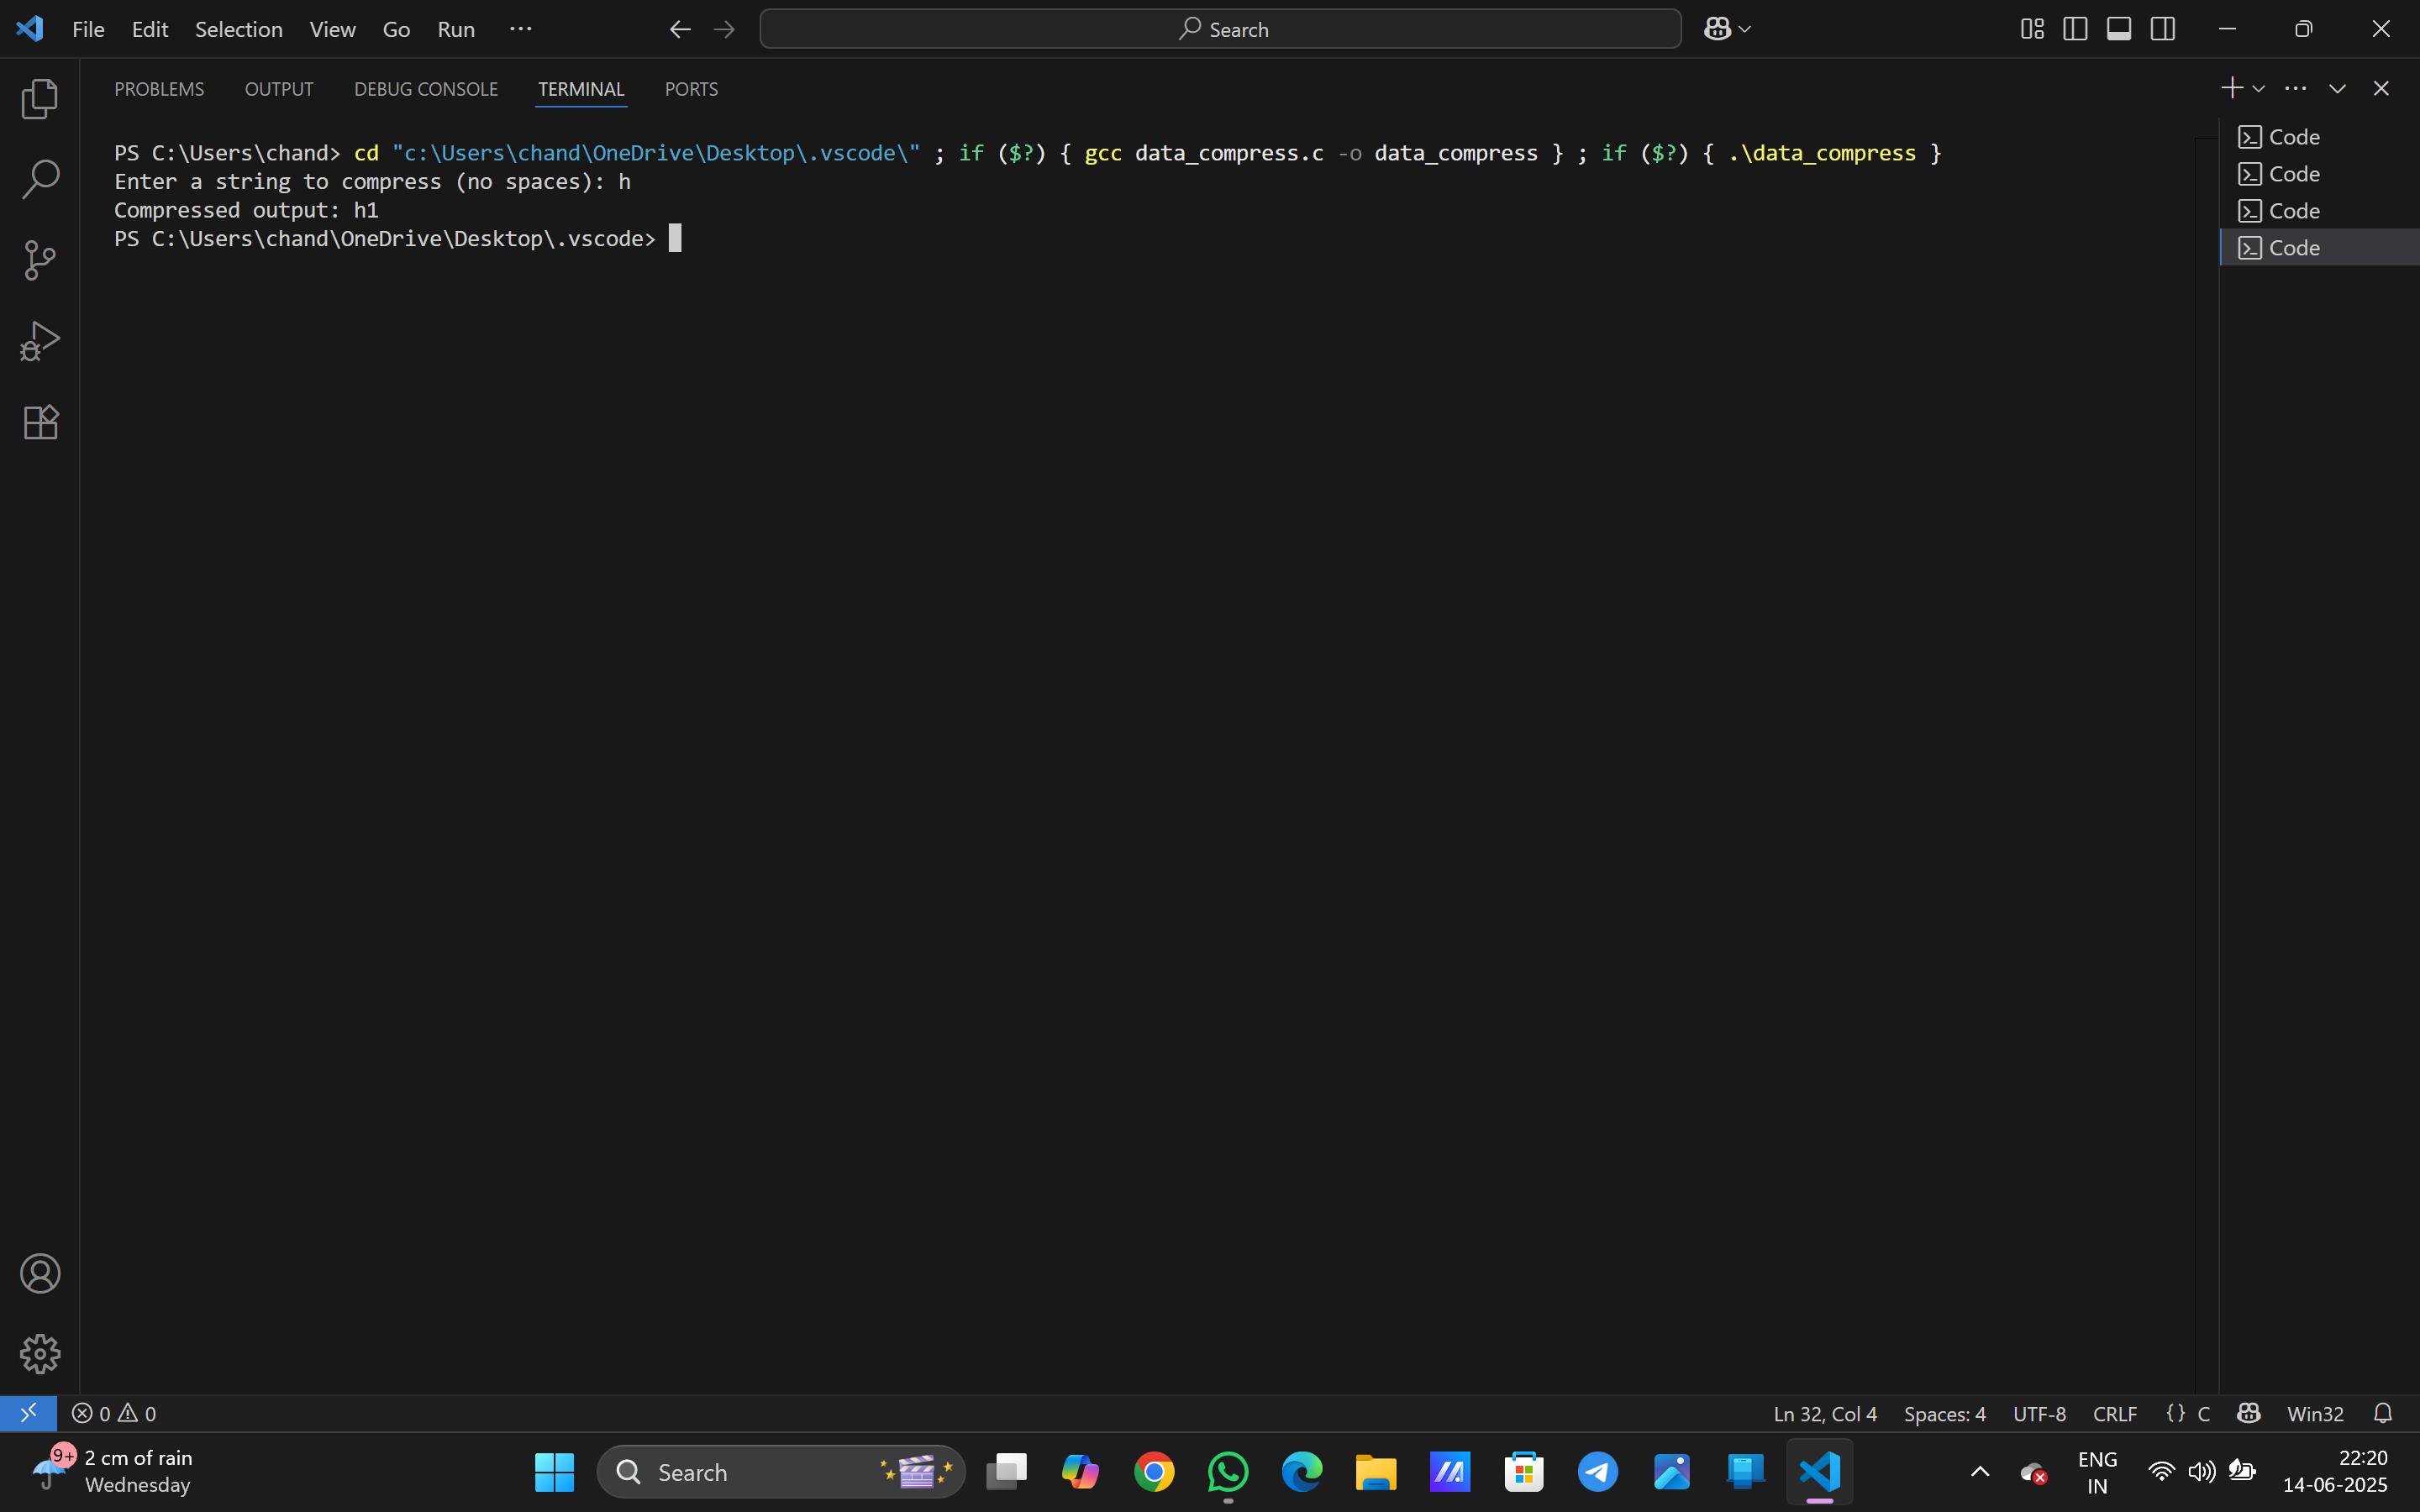 File Edit Selection View Go Run ··· Search
PROBLEMS OUTPUT DEBUG CONSOLE TERMINAL PORTS
PS C:\Users\chand> cd "c:\Users\chand\OneDrive\Desktop\.vscode\" ; if ($?) { gcc data_compress.c -o data_compress } ; if ($?) { .\data_compress }
Enter a string to compress (no spaces): h
Compressed output: h1
PS C:\Users\chand\OneDrive\Desktop\.vscode>
Code
Code
Code
Code
0 0 Ln 32, Col 4 Spaces: 4 UTF-8 CRLF {} C Win32
9+ 2 cm of rain
Wednesday
Search
ENG
IN
22:20
14-06-2025